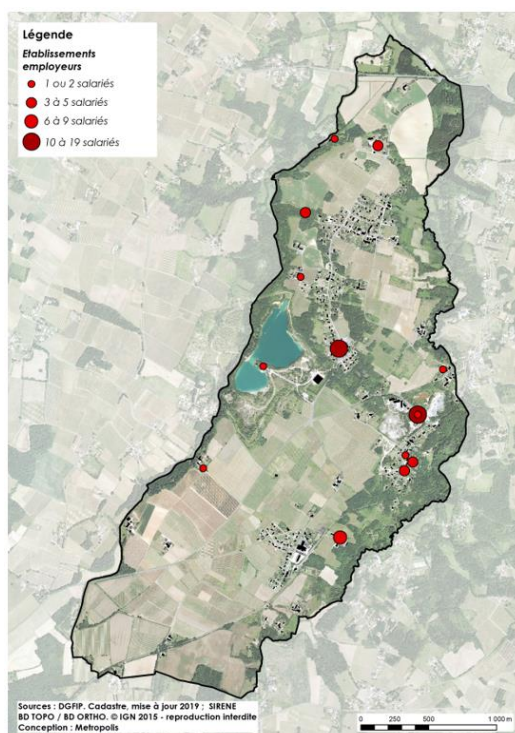 Légende
Etablissements
employeurs
1 ou 2 salariés
3 à 5 salariés
6 à 9 salariés
10 à 19 salariés
Sources : DGFIP. Cadastre, mise à jour 2019 ; SIRENE
BD TOPO / BD ORTHO. © IGN 2015 - reproduction interdite
Conception : Metropolis
0 500 1 000 m